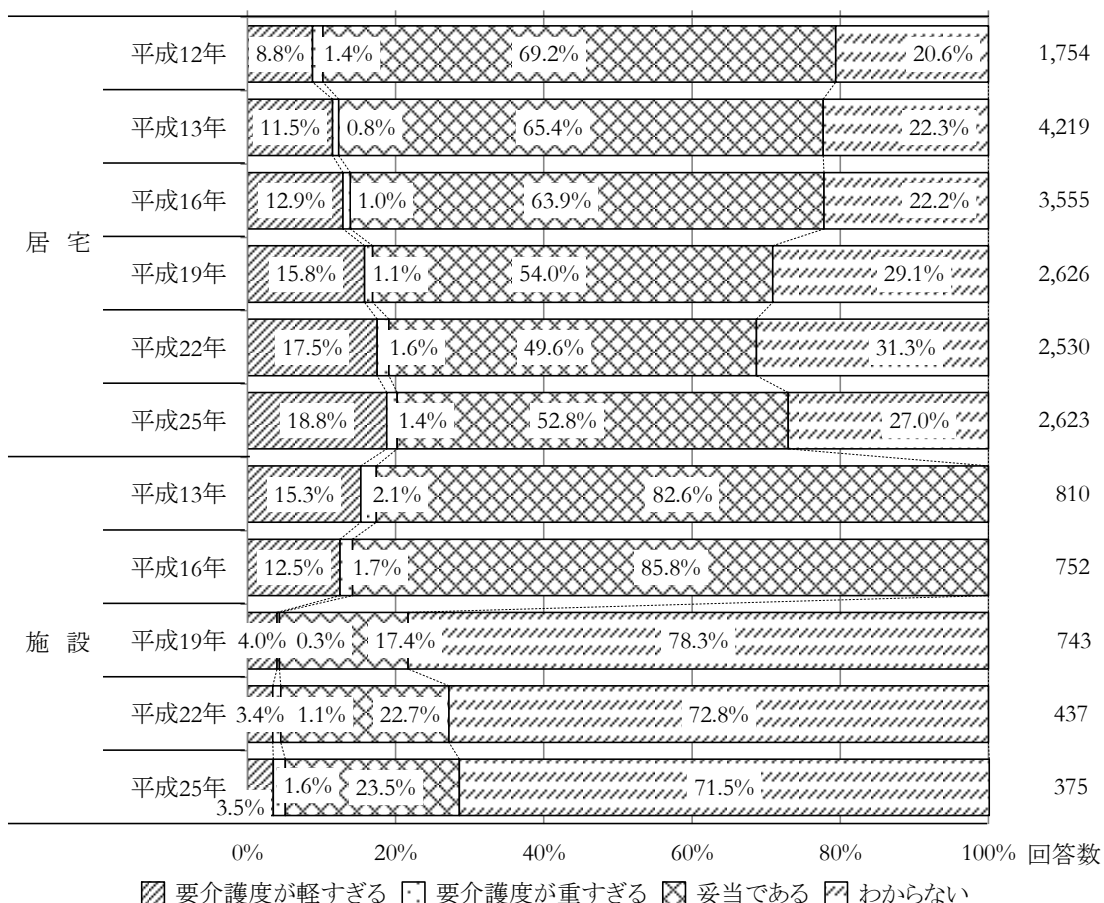 平成12年 8.8% 1.4% 69.2% 20.6% 1,754
平成13年 11.5% 0.8% 65.4% 22.3% 4,219
平成16年 12.9% 1.0% 63.9% 22.2% 3,555
居 宅
平成19年 15.8% 1.1% 54.0% 29.1% 2,626
平成22年 17.5% 1.6% 49.6% 31.3% 2,530
平成25年 18.8% 1.4% 52.8% 27.0% 2,623
平成13年 15.3% 2.1% 82.6% 810
平成16年 12.5% 1.7% 85.8% 752
施 設 平成19年 4.0% 0.3% 17.4% 78.3% 743
平成22年 3.4% 1.1% 22.7% 72.8% 437
平成25年 3.5% 1.6% 23.5% 71.5% 375
0% 20% 40% 60% 80% 100% 回答数
要介護度が軽すぎる 要介護度が重すぎる 妥当である わからない